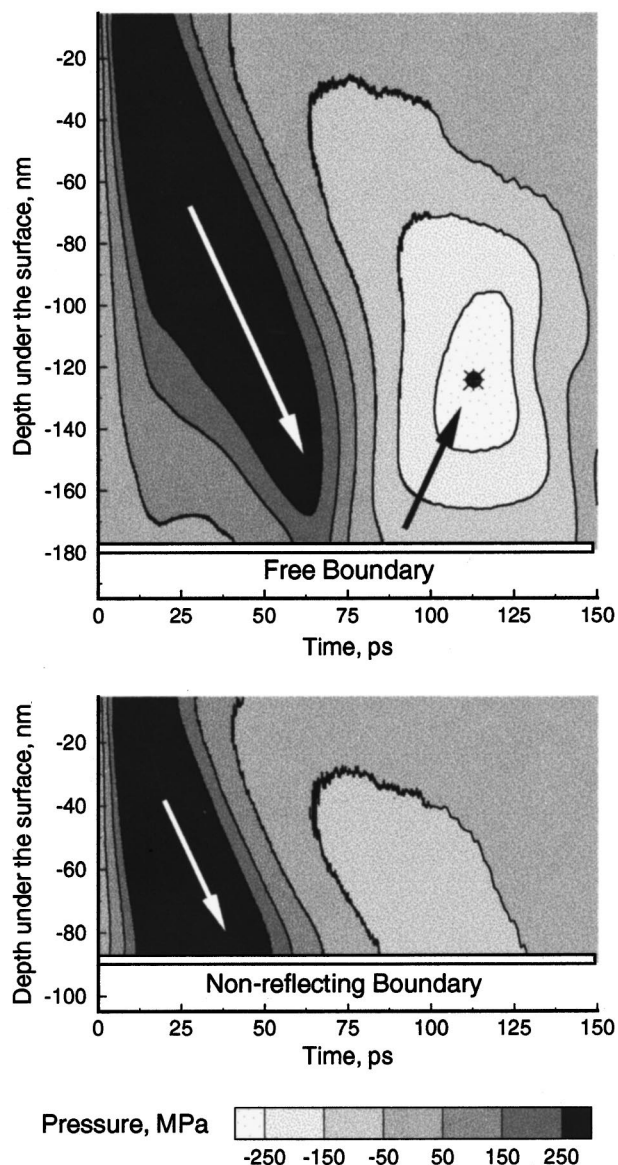 Depth under the surface, nm
-20
-40
-60
-80
-100
-120
-140
-160
-180
Free Boundary
0 25 50 75 100 125 150
Time, ps
Depth under the surface, nm
-20
-40
-60
-80
-100
Non-reflecting Boundary
0 25 50 75 100 125 150
Time, ps
Pressure, MPa
-250 -150 -50 50 150 250